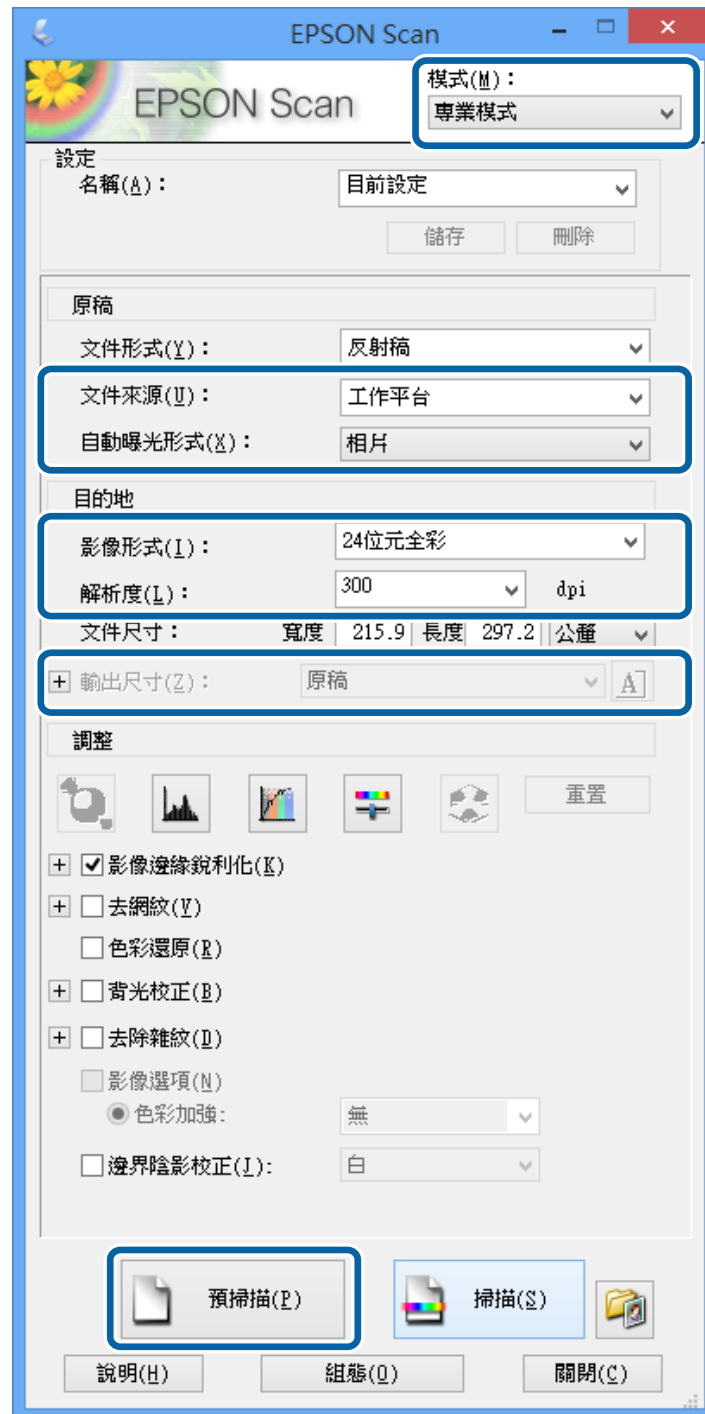 EPSON Scan
EPSON Scan
模式(M)：
專業模式
設定
名稱(A)：
目前設定
儲存 刪除
原稿
文件形式(Y)： 反射稿
文件來源(U)： 工作平台
自動曝光形式(X)： 相片
目的地
影像形式(I)： 24位元全彩
解析度(L)： 300 dpi
文件尺寸： 寬度 215.9 長度 297.2 公釐
+ 輸出尺寸(Z)： 原稿 A
調整
重置
+ 影像邊緣銳利化(K)
+ 去網紋(V)
色彩還原(R)
+ 背光校正(B)
+ 去除雜紋(D)
影像選項(N)
色彩加強: 無
邊界陰影校正(I): 白
預掃描(P) 掃描(S)
說明(H) 組態(O) 關閉(C)